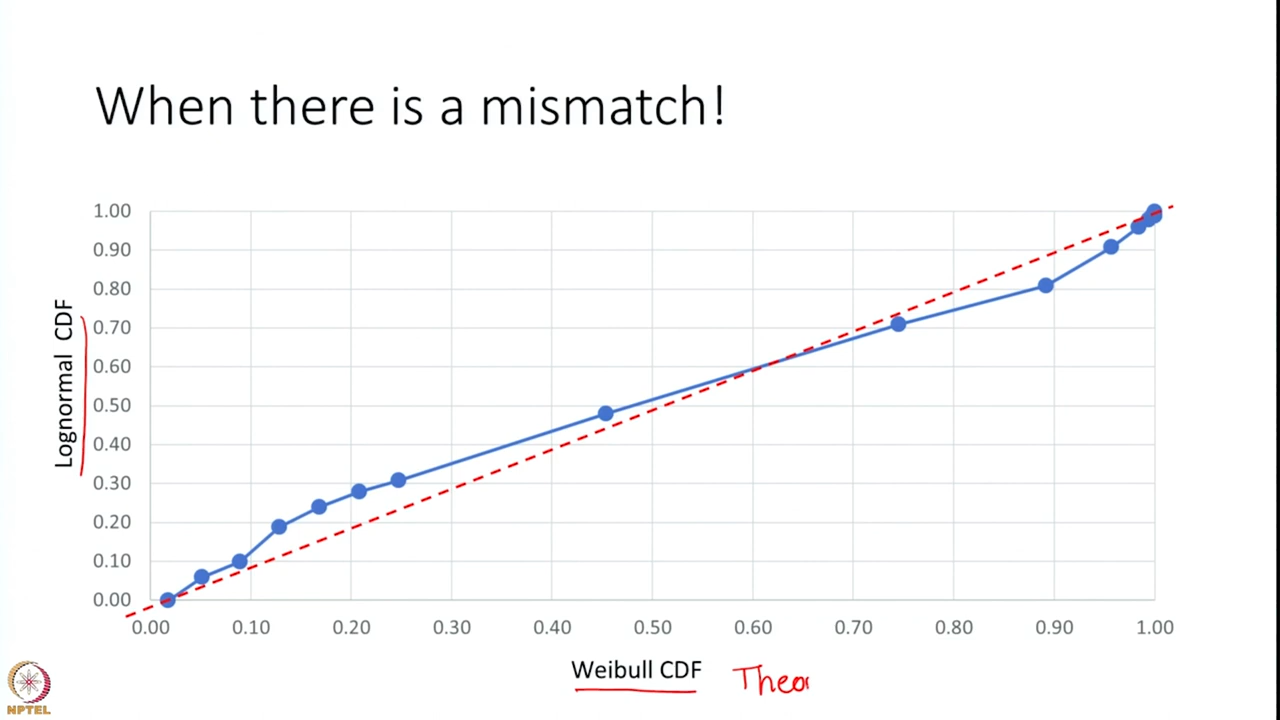 When there is a mismatch!
Lognormal CDF
1.00
0.90
0.80
0.70
0.60
0.50
0.40
0.30
0.20
0.10
0.00
0.00 0.10 0.20 0.30 0.40 0.50 0.60 0.70 0.80 0.90 1.00
Weibull CDF Theo
NPTEL